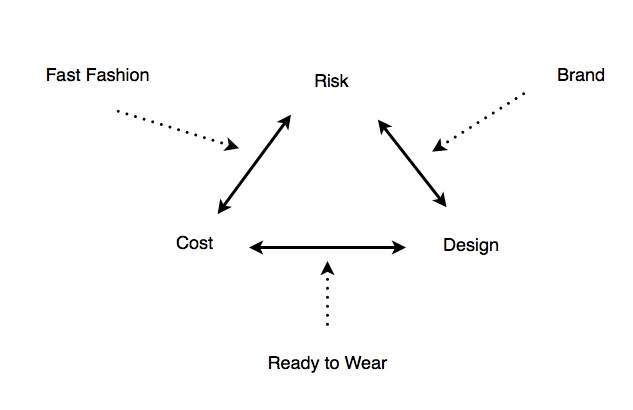 Fast Fashion
Risk
Brand
Cost
Design
Ready to Wear